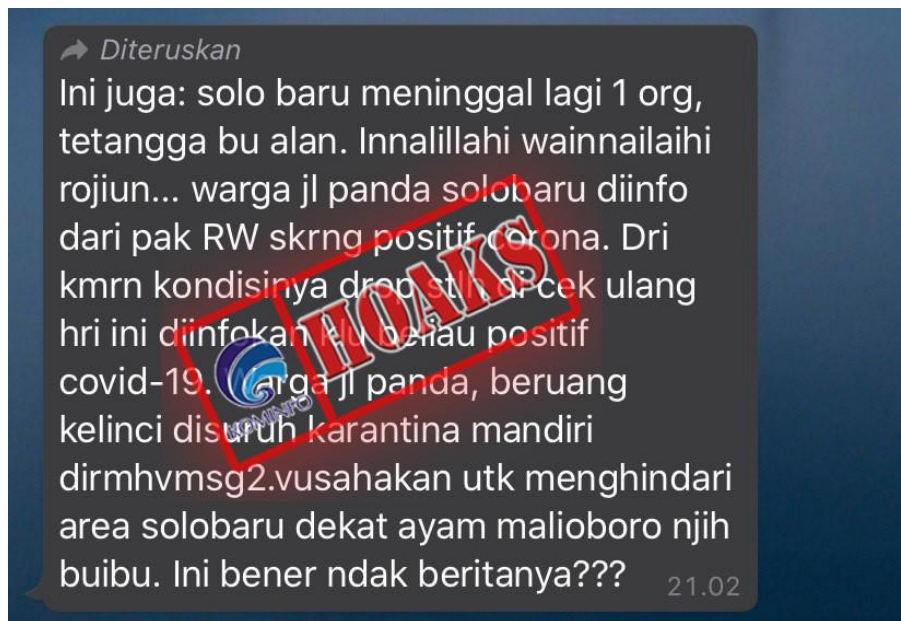 Diteruskan
Ini juga: solo baru meninggal lagi 1 org,
tetangga bu alan. Innalillahi wainnailaihi
rojiun... warga jl panda solobaru diinfo
dari pak RW skrng positif corona. Dri
kmrn kondisinya drop stlh di cek ulang
hri ini diinfokan klu beliau positif
covid-19. Warga jl panda, beruang
kelinci disuruh karantina mandiri
dirmhvmsg2.vusahakan utk menghindari
area solobaru dekat ayam malioboro njih
buibu. Ini bener ndak beritanya???
21.02
HOAKS
KOMINFO